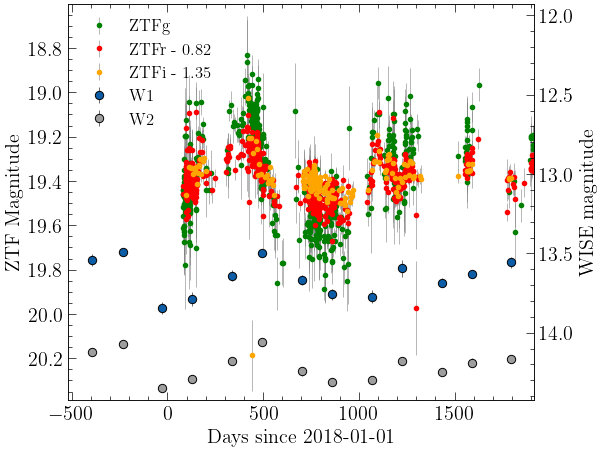 ZTFg
ZTFr - 0.82
ZTFi - 1.35
W1
W2
18.8
19.0
19.2
19.4
19.6
19.8
20.0
20.2
ZTF Magnitude
12.0
12.5
13.0
13.5
14.0
WISE magnitude
−500
0
500
1000
1500
Days since 2018-01-01